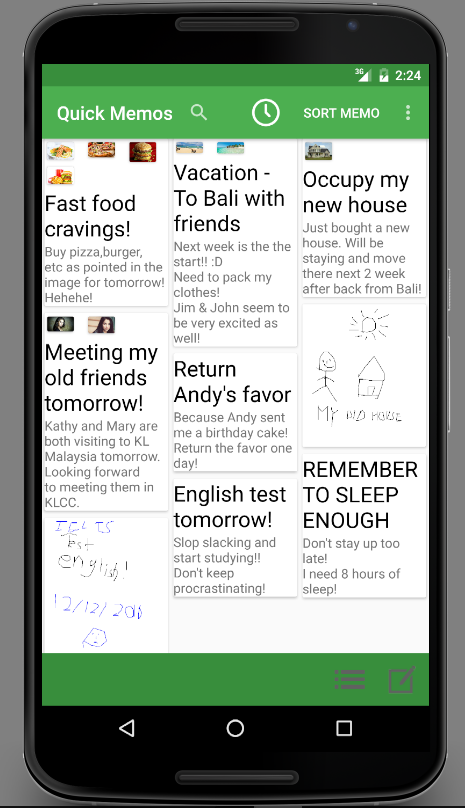 3G 2:24
Quick Memos SORT MEMO
Fast food
cravings!
Buy pizza,burger,
etc as pointed in the
image for tomorrow!
Hehehe!
Meeting my
old friends
tomorrow!
Kathy and Mary are
both visiting to KL
Malaysia tomorrow.
Looking forward
to meeting them in
KLCC.
IELTS
test
english!
Vacation -
To Bali with
friends
Next week is the the
start!! :D
Need to pack my
clothes!
Jim & John seem to
be very excited as
well!
Return
Andy's favor
Because Andy sent
me a birthday cake!
Return the favor one
day!
English test
tomorrow!
Slop slacking and
start studying!!
Don't keep
procrastinating!
Occupy my
new house
Just bought a new
house. Will be
staying and move
there next 2 week
after back from Bali!
MY OLD HOUSE
REMEMBER
TO SLEEP
ENOUGH
Don't stay up too
late!
I need 8 hours of
sleep!